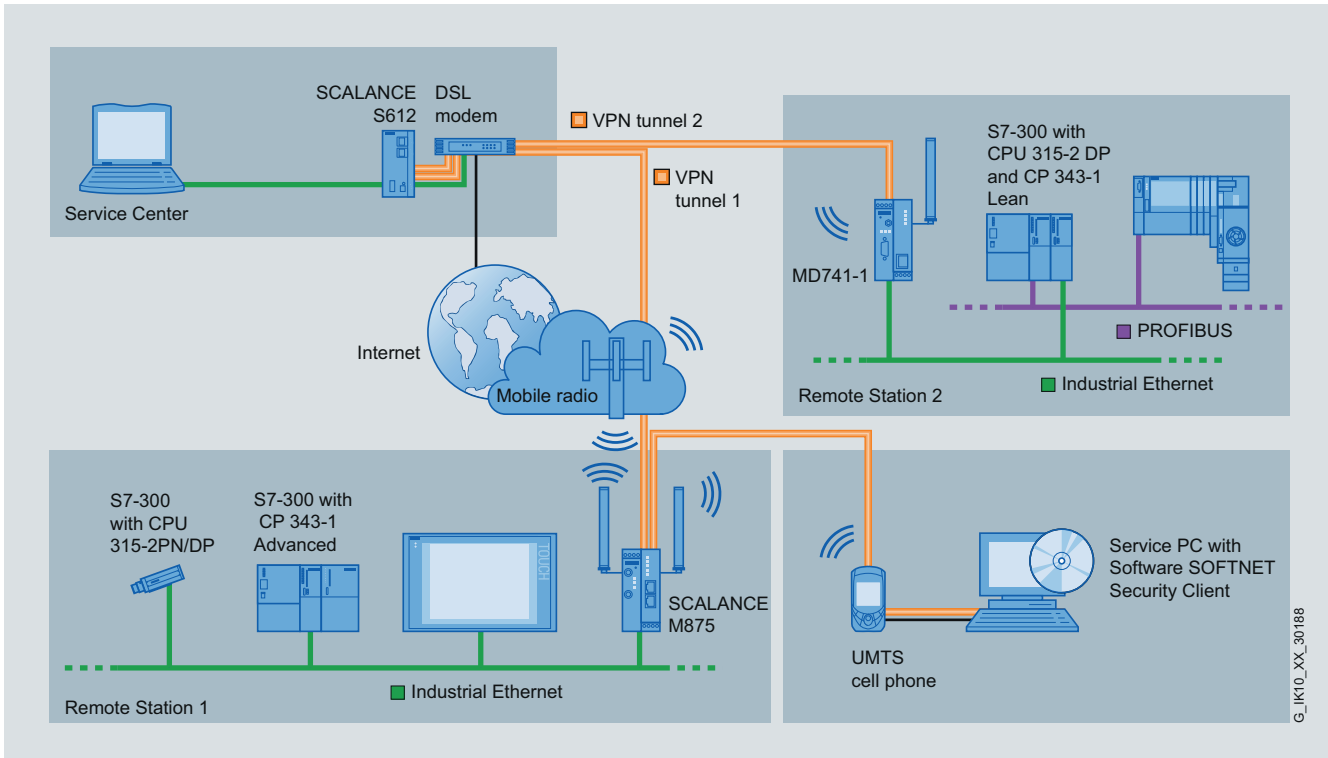 SCALANCE
S612
DSL
modem
Service Center
VPN tunnel 2
VPN
tunnel 1
S7-300 with
CPU 315-2 DP
and CP 343-1
Lean
MD741-1
PROFIBUS
Industrial Ethernet
Remote Station 2
Internet
Mobile radio
S7-300
with CPU
315-2PN/DP
S7-300 with
CP 343-1
Advanced
TOUCH
SCALANCE
M875
Industrial Ethernet
Remote Station 1
Service PC with
Software SOFTNET
Security Client
UMTS
cell phone
G_IK10_XX_30188